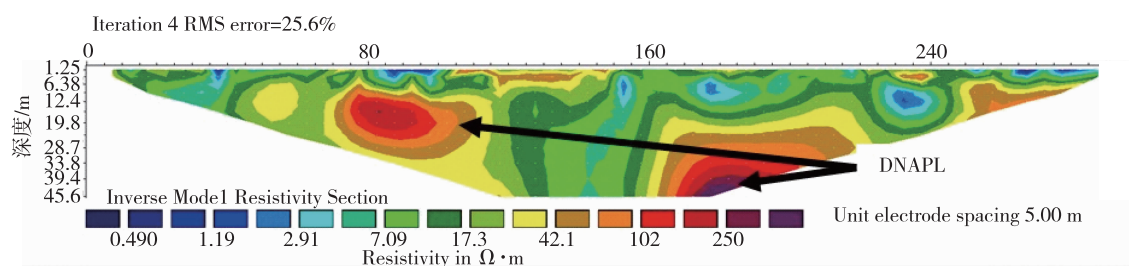 Iteration 4 RMS error=25.6%
0 80 160 240
1.25
6.38
12.4
19.8
28.7
33.8
39.4
45.6
深度/m
DNAPL
Inverse Mode1 Resistivity Section
Unit electrode spacing 5.00 m
0.490 1.19 2.91 7.09 17.3 42.1 102 250
Resistivity in Ω·m